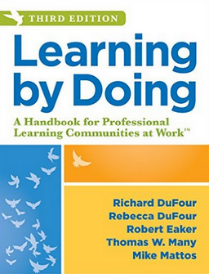 THIRD EDITION
Learning
by Doing
A Handbook for Professional
Learning Communities at Work™
Richard DuFour
Rebecca DuFour
Robert Eaker
Thomas W. Many
Mike Mattos